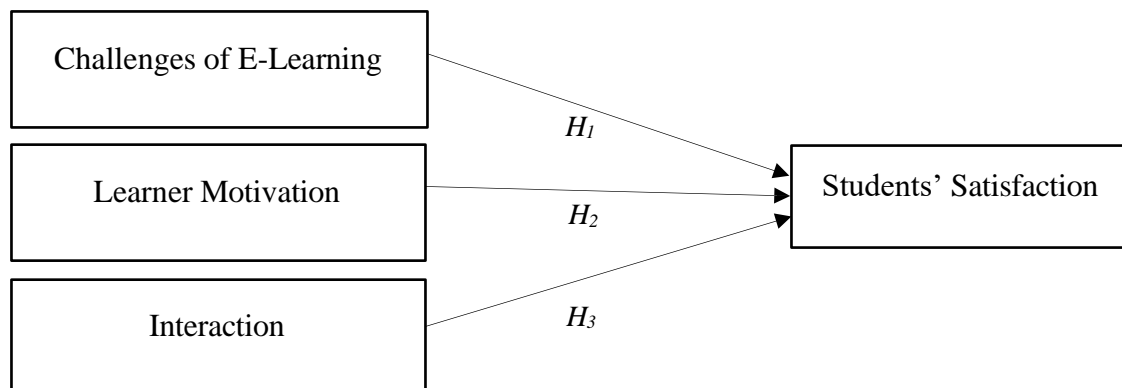 Challenges of E-Learning
H1
Learner Motivation
Students’ Satisfaction
H2
Interaction
H3